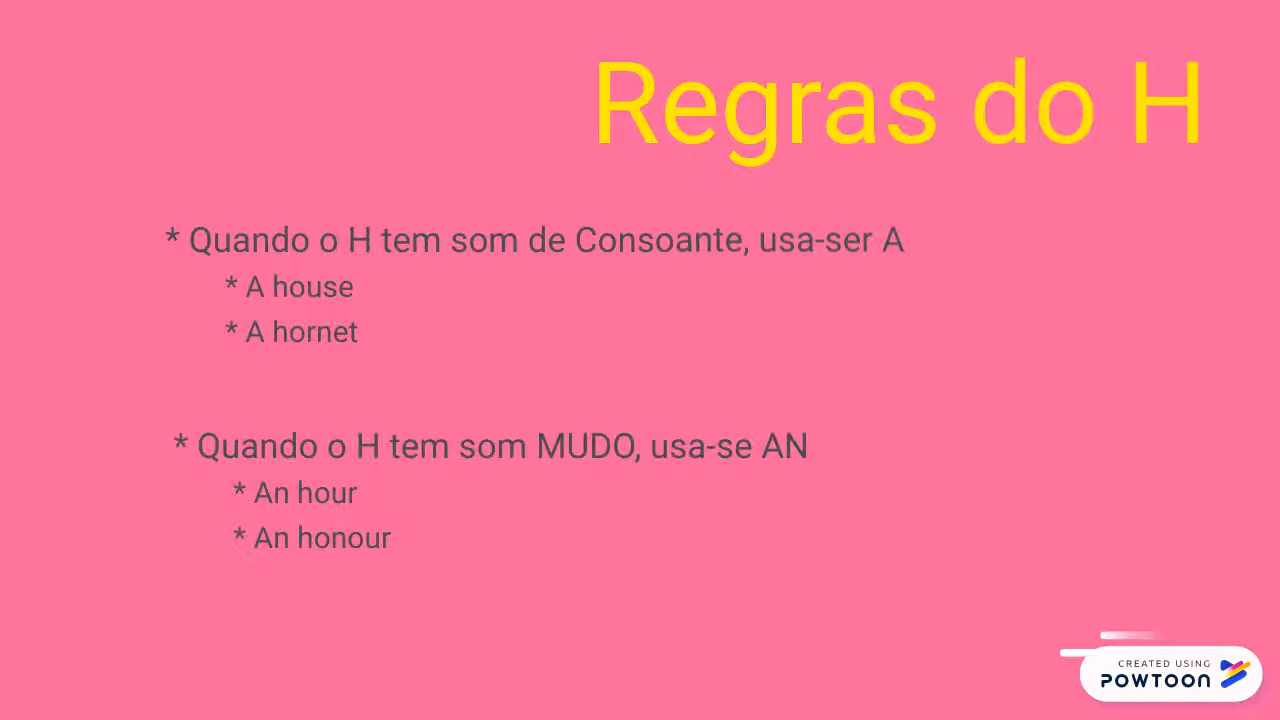 Regras do H
* Quando o H tem som de Consoante, usa-ser A
* A house
* A hornet
* Quando o H tem som MUDO, usa-se AN
* An hour
* An honour
CREATED USING
POWTOON